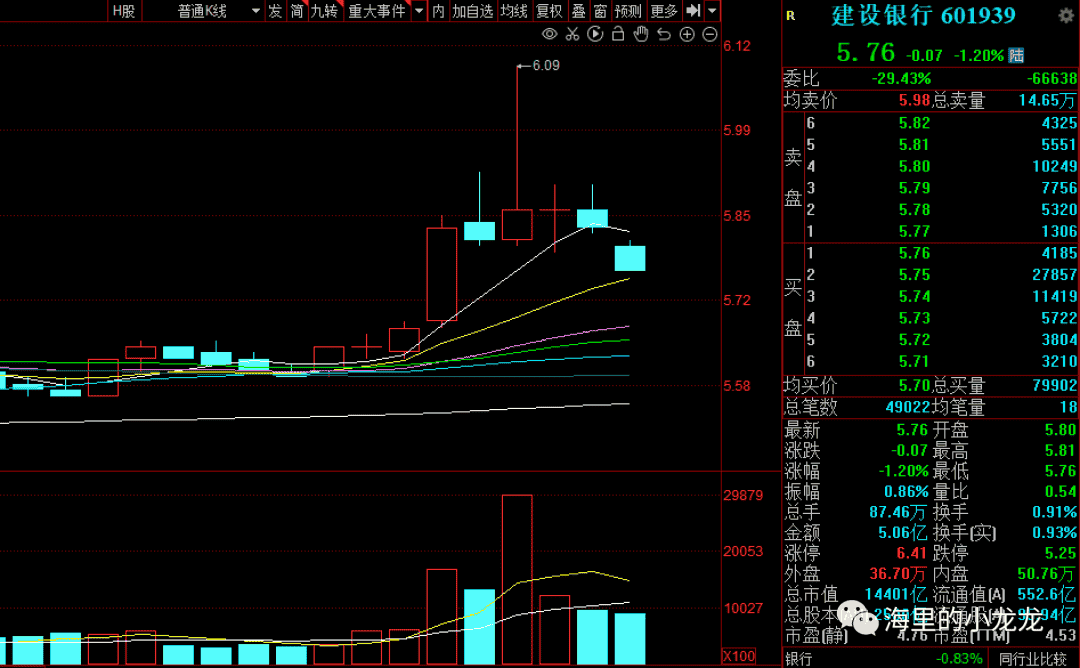 H股 普通K线 发 简 九转 重大事件 内 加自选 均线 复权 叠 窗 预测 更多
R 建设银行 601939
5.76 -0.07 -1.20% 陆
委比 -29.43% -66638
均卖价 5.98 总卖量 14.65万
卖盘
6 5.82 4325
5 5.81 5551
4 5.80 10249
3 5.79 7756
2 5.78 5320
1 5.77 1306
买盘
1 5.76 4185
2 5.75 27857
3 5.74 11419
4 5.73 5722
5 5.72 3804
6 5.71 3210
均买价 5.70 总买量 79902
总笔数 49022 均笔量 18
最新 5.76 开盘 5.80
涨跌 -0.07 最高 5.81
涨幅 -1.20% 最低 5.76
振幅 0.86% 量比 0.54
总手 87.46万 换手 0.91%
金额 5.06亿 换手(实) 0.93%
涨停 6.41 跌停 5.25
外盘 36.70万 内盘 50.76万
总市值 14401亿 流通值(A) 552.6亿
总股本
市盈(静) 4.76 市盈(TTM) 4.53
银行 -0.83% 同行业比较
海里的小龙龙
6.12
6.09
5.99
5.85
5.72
5.58
29879
20053
10027
X100